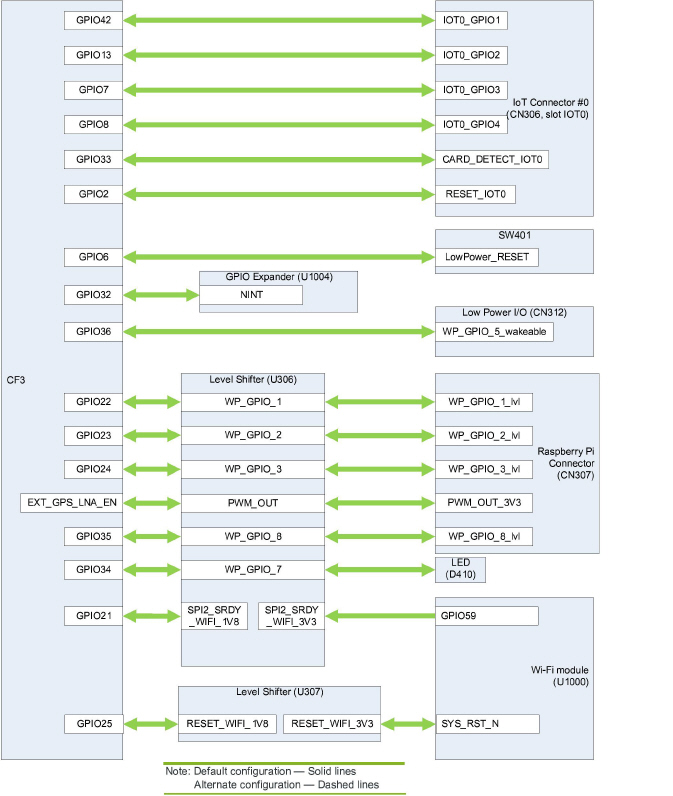 GPIO42
IOT0_GPIO1
GPIO13
IOT0_GPIO2
GPIO7
IOT0_GPIO3
IoT Connector #0
(CN306, slot IOT0)
GPIO8
IOT0_GPIO4
GPIO33
CARD_DETECT_IOT0
GPIO2
RESET_IOT0
SW401
GPIO6
LowPower_RESET
GPIO Expander (U1004)
GPIO32
NINT
Low Power I/O (CN312)
GPIO36
WP_GPIO_5_wakeable
CF3
Level Shifter (U306)
GPIO22
WP_GPIO_1
WP_GPIO_1_lvl
GPIO23
WP_GPIO_2
WP_GPIO_2_lvl
Raspberry Pi
Connector
(CN307)
GPIO24
WP_GPIO_3
WP_GPIO_3_lvl
EXT_GPS_LNA_EN
PWM_OUT
PWM_OUT_3V3
GPIO35
WP_GPIO_8
WP_GPIO_8_lvl
GPIO34
WP_GPIO_7
LED
(D410)
GPIO21
SPI2_SRDY
_WIFI_1V8
SPI2_SRDY
_WIFI_3V3
GPIO59
Wi-Fi module
(U1000)
Level Shifter (U307)
GPIO25
RESET_WIFI_1V8
RESET_WIFI_3V3
SYS_RST_N
Note: Default configuration — Solid lines
Alternate configuration — Dashed lines